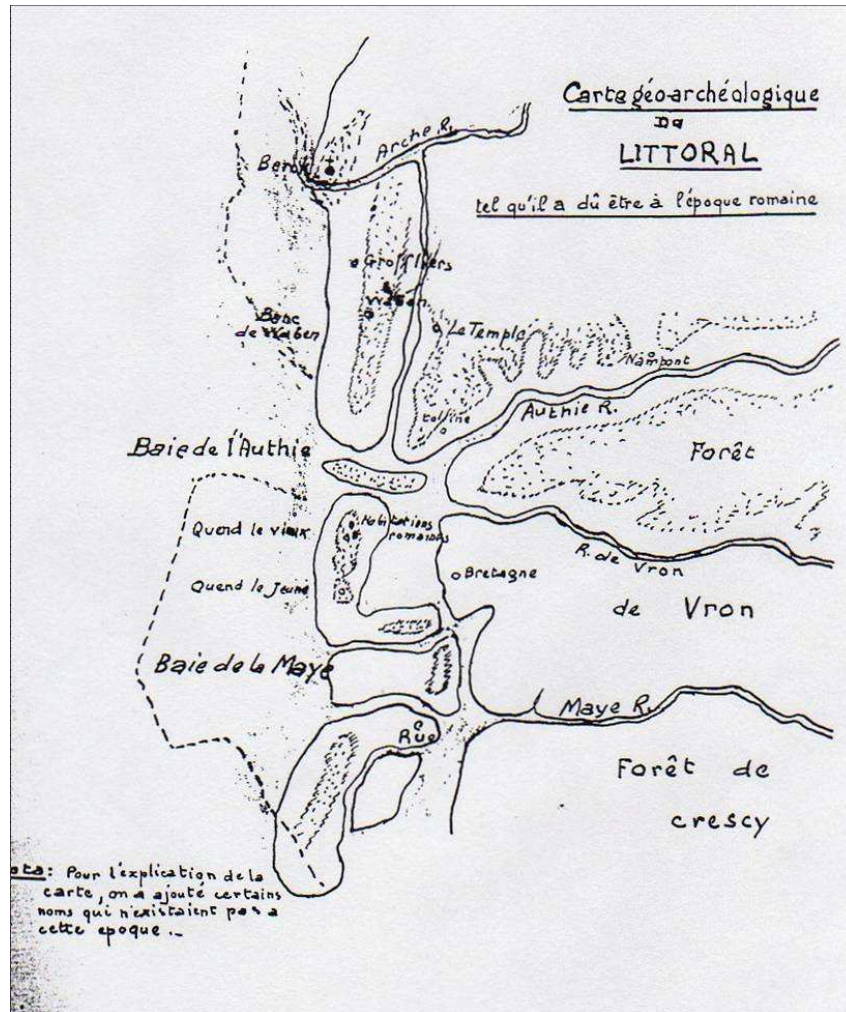 Carte géo-archéologique
Du
LITTORAL
tel qu'il a dû être à l'époque romaine
Arche R.
Berck
Groffliers
Waben
Banc
de Waben
Le Temple
Nampont
Colline
Authie R.
Baie de l'Authie
Forêt
Quend le vieux
Habitations
romaines
R. de Vron
Quend le Jeune
Bretagne
de Vron
Baie de la Maye
Maye R.
Rue
Forêt de
crescy
ota: Pour l'explication de la
carte, on a ajouté certains
noms qui n'existaient pas a
cette epoque.-